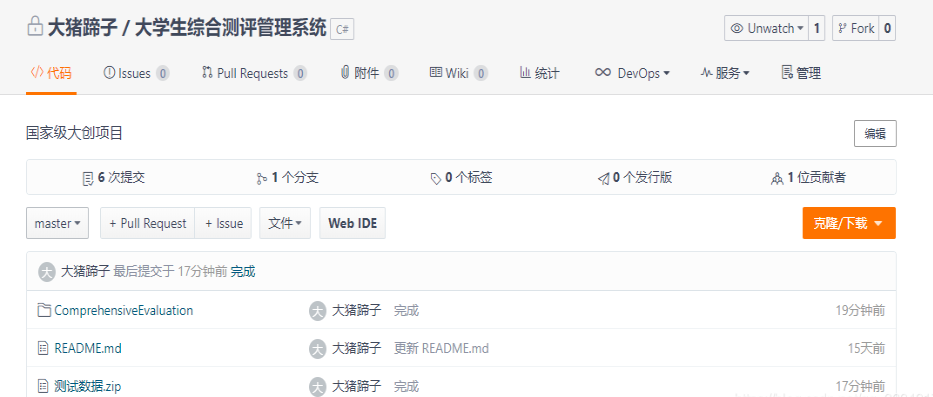 大猪蹄子 / 大学生综合测评管理系统 C# Unwatch 1 Fork 0
代码 Issues 0 Pull Requests 0 附件 0 Wiki 0 统计 DevOps 服务 管理
国家级大创项目 编辑
6 次提交 1 个分支 0 个标签 0 个发行版 1 位贡献者
master + Pull Request + Issue 文件 Web IDE 克隆/下载
大 大猪蹄子 最后提交于 17分钟前 完成
ComprehensiveEvaluation 大 大猪蹄子 完成 19分钟前
README.md 大 大猪蹄子 更新 README.md 15天前
测试数据.zip 大 大猪蹄子 完成 17分钟前